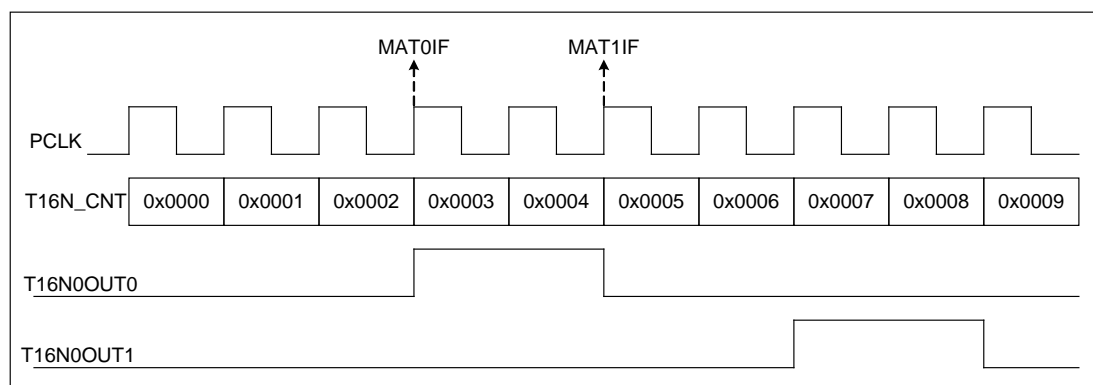 MAT0IF MAT1IF
PCLK
T16N_CNT 0x0000 0x0001 0x0002 0x0003 0x0004 0x0005 0x0006 0x0007 0x0008 0x0009
T16N0OUT0
T16N0OUT1